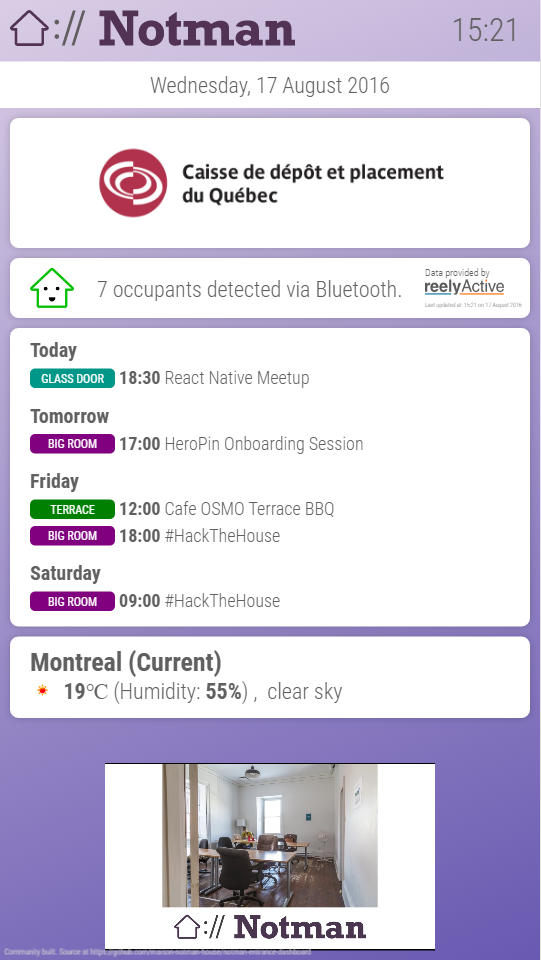 :// Notman 15:21
Wednesday, 17 August 2016
Caisse de dépôt et placement
du Québec
7 occupants detected via Bluetooth.
Data provided by
reelyActive
Last updated at: 15:21 on 17 August 2016
Today
GLASS DOOR 18:30 React Native Meetup
Tomorrow
BIG ROOM 17:00 HeroPin Onboarding Session
Friday
TERRACE 12:00 Cafe OSMO Terrace BBQ
BIG ROOM 18:00 #HackTheHouse
Saturday
BIG ROOM 09:00 #HackTheHouse
Montreal (Current)
19°C (Humidity: 55%) , clear sky
:// Notman
Community built. Source at https://github.com/maison-notman-house/notman-entrance-dashboard